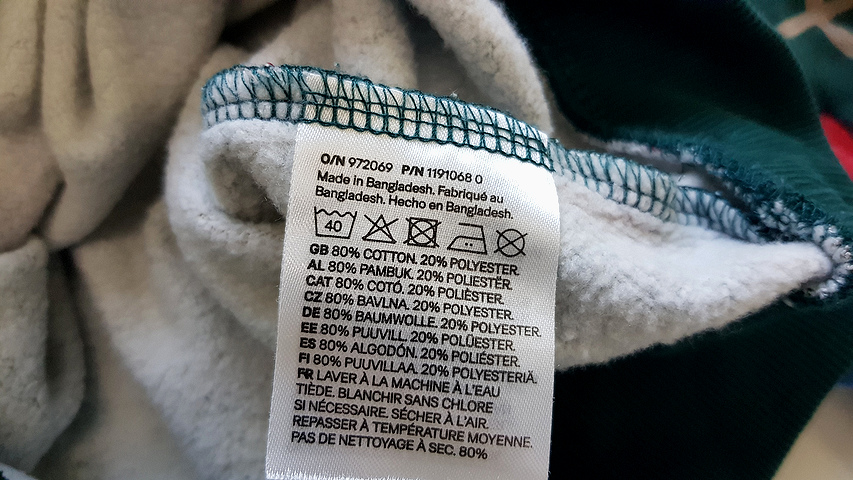 O/N 972069 P/N 1191068 0
Made in Bangladesh. Fabriqué au
Bangladesh. Hecho en Bangladesh.
40
GB 80% COTTON. 20% POLYESTER.
AL 80% PAMBUK. 20% POLIESTËR.
CAT 80% COTÓ. 20% POLIÈSTER.
CZ 80% BAVLNA. 20% POLYESTER.
DE 80% BAUMWOLLE. 20% POLYESTER.
EE 80% PUUVILL. 20% POLÜESTER.
ES 80% ALGODÓN. 20% POLIÉSTER.
FI 80% PUUVILLAA. 20% POLYESTERIÄ.
FR LAVER À LA MACHINE À L'EAU
TIÈDE. BLANCHIR SANS CHLORE
SI NÉCESSAIRE. SÉCHER À L'AIR.
REPASSER À TEMPÉRATURE MOYENNE.
PAS DE NETTOYAGE À SEC. 80%